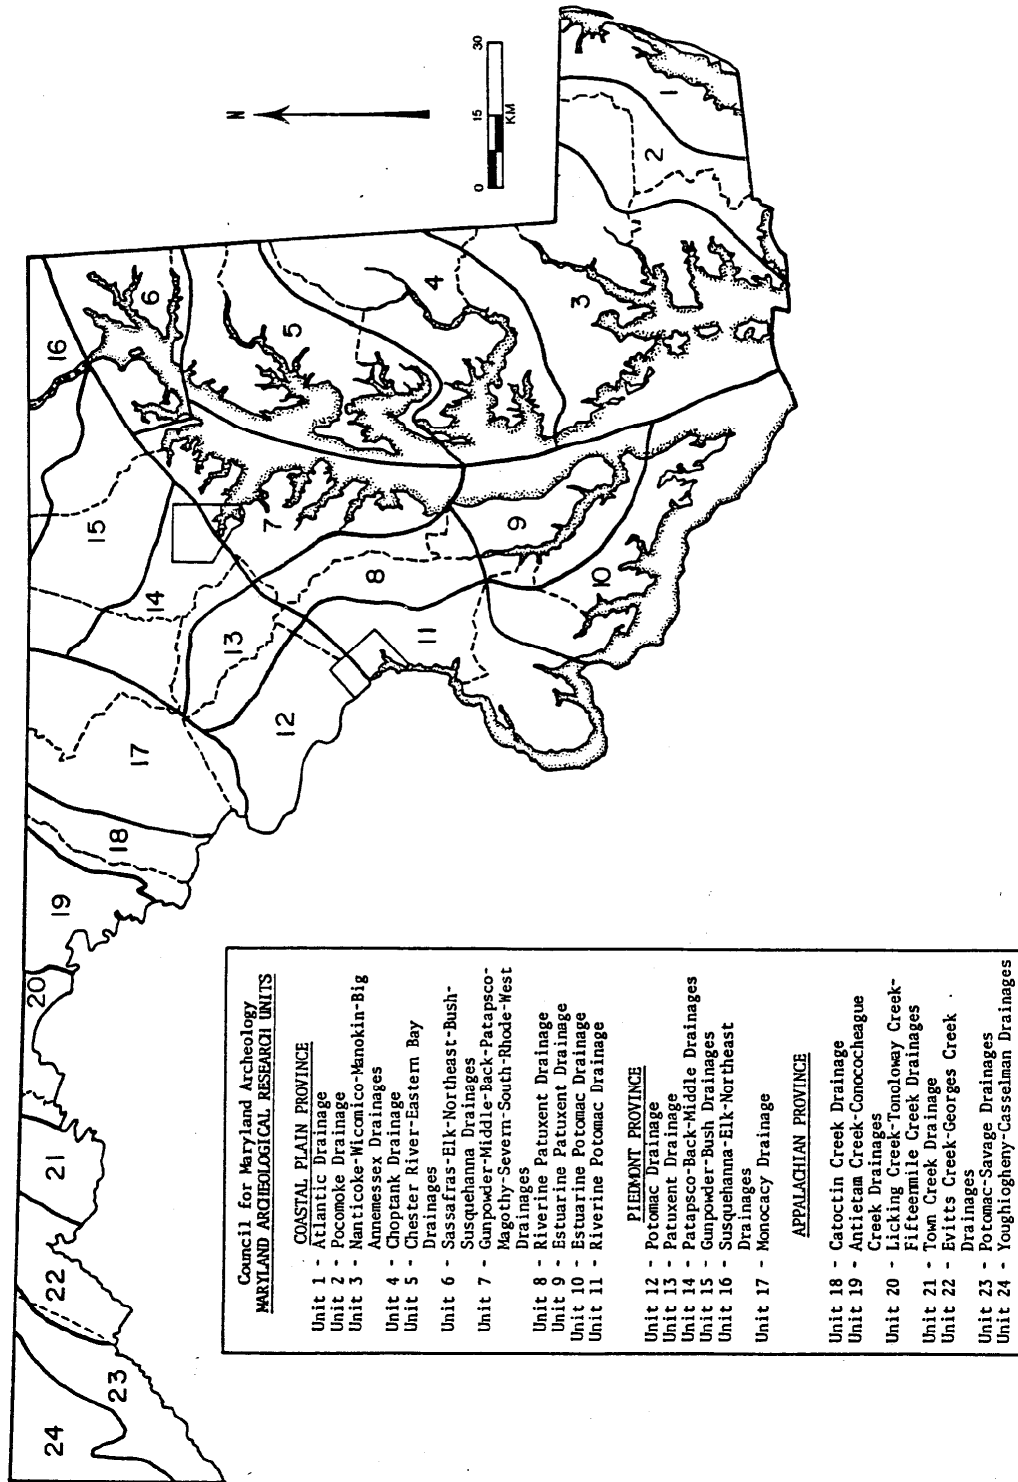 Council for Maryland Archeology
MARYLAND ARCHEOLOGICAL RESEARCH UNITS
COASTAL PLAIN PROVINCE
Unit 1 - Atlantic Drainage
Unit 2 - Pocomoke Drainage
Unit 3 - Nanticoke-Wicomico-Manokin-Big
Annemessex Drainages
Unit 4 - Choptank Drainage
Unit 5 - Chester River-Eastern Bay
Drainages
Unit 6 - Sassafras-Elk-Northeast-Bush-
Susquehanna Drainages
Unit 7 - Gunpowder-Middle-Back-Patapsco-
Magothy-Severn-South-Rhode-West
Drainages
Unit 8 - Riverine Patuxent Drainage
Unit 9 - Estuarine Patuxent Drainage
Unit 10 - Estuarine Potomac Drainage
Unit 11 - Riverine Potomac Drainage
PIEDMONT PROVINCE
Unit 12 - Potomac Drainage
Unit 13 - Patuxent Drainage
Unit 14 - Patapsco-Back-Middle Drainages
Unit 15 - Gunpowder-Bush Drainages
Unit 16 - Susquehanna-Elk-Northeast
Drainages
Unit 17 - Monocacy Drainage
APPALACHIAN PROVINCE
Unit 18 - Catoctin Creek Drainage
Unit 19 - Antietam Creek-Conococheague
Creek Drainages
Unit 20 - Licking Creek-Tonoloway Creek-
Fifteenmile Creek Drainages
Unit 21 - Town Creek Drainage
Unit 22 - Evitts Creek-Georges Creek
Drainages
Unit 23 - Potomac-Savage Drainages
Unit 24 - Youghiogheny-Casselman Drainages
24
23
22
21
20
19
18
17
12
13
14
15
16
11
8
7
10
9
6
5
4
3
2
1
N
0 15 30
KM